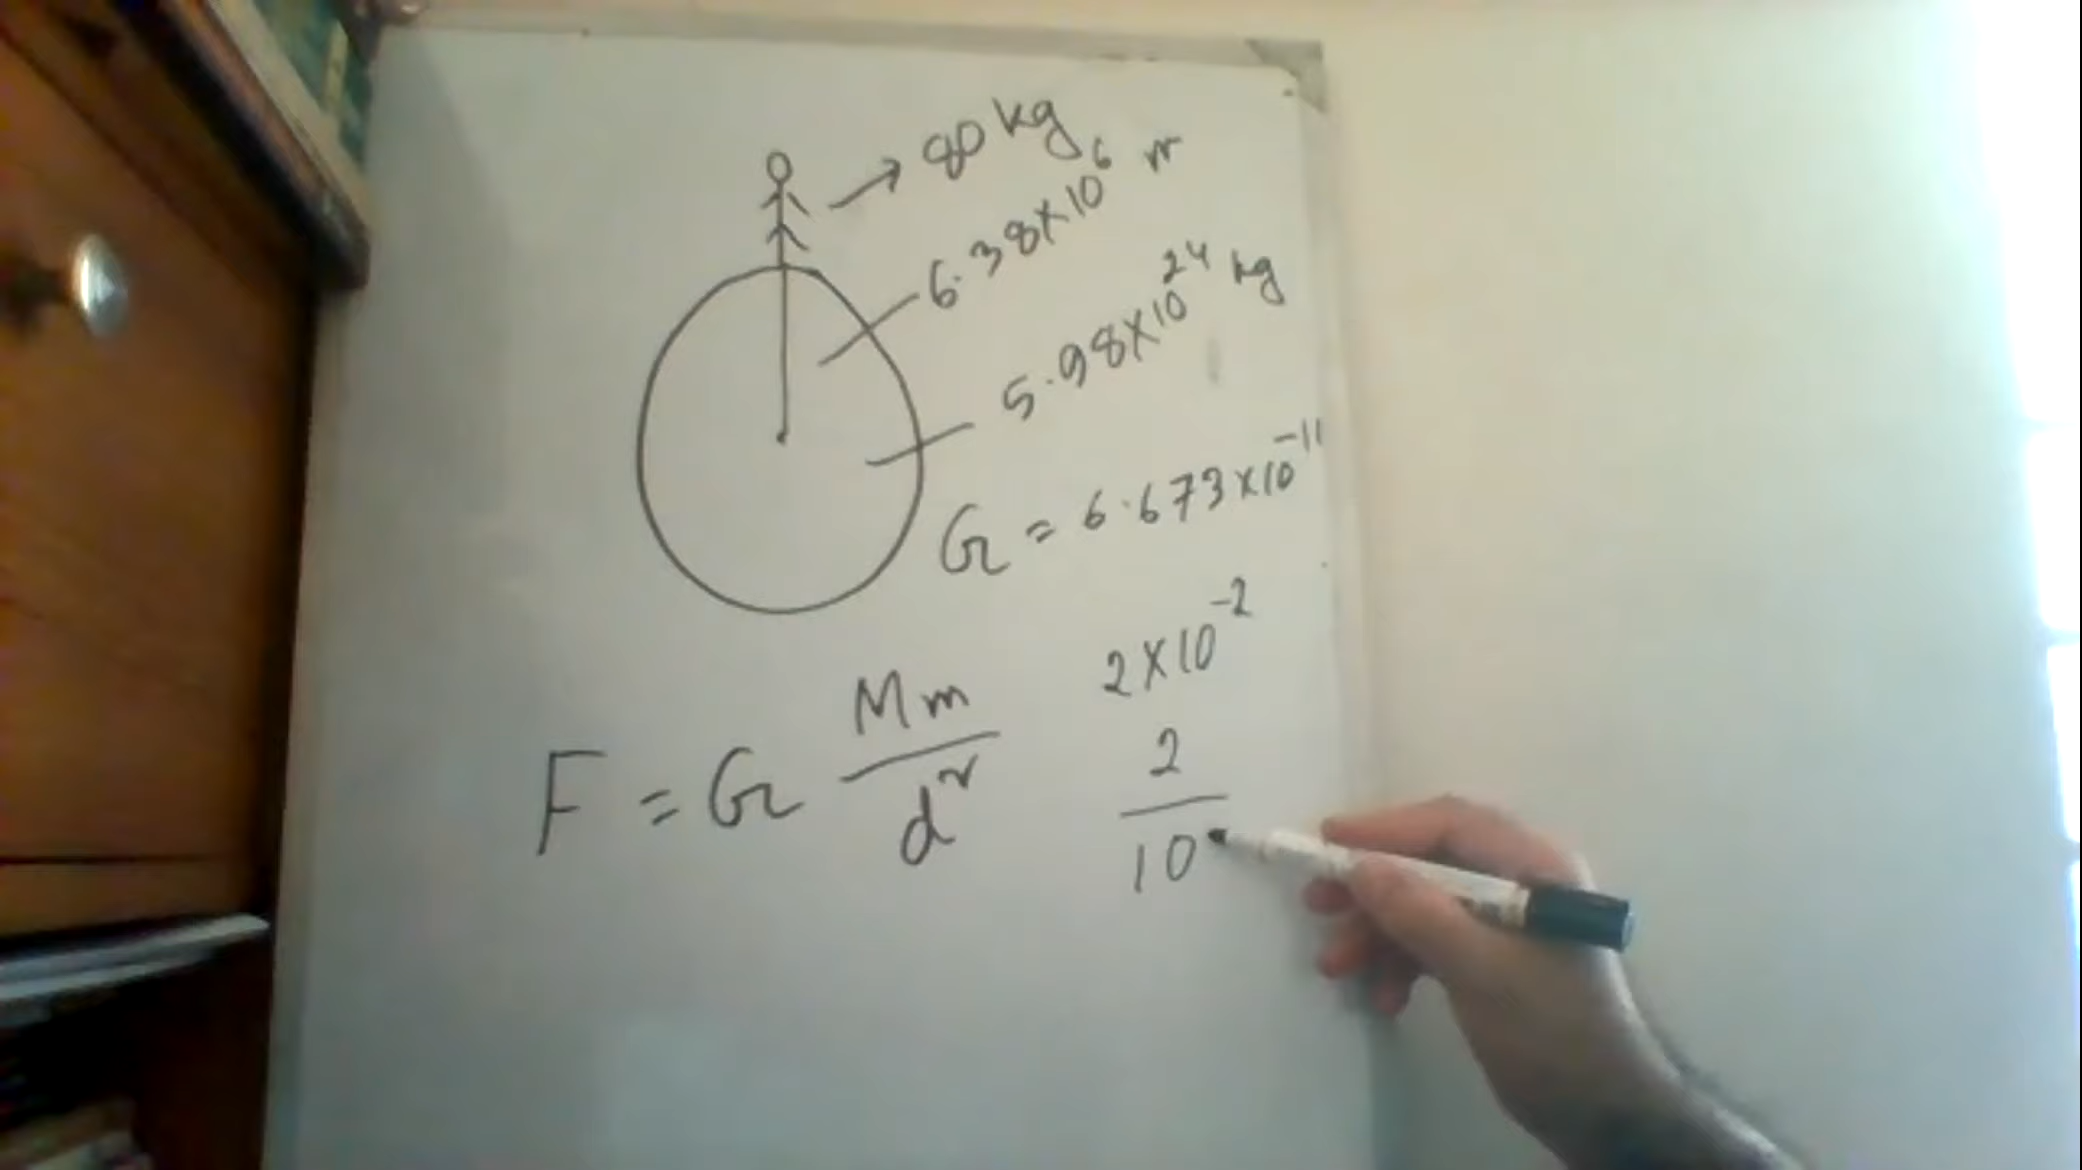 80 kg
6.38×10⁶ m
5.98×10²⁴ kg
G = 6.673×10⁻¹¹
2×10⁻²
F = G Mm/d²
2/10